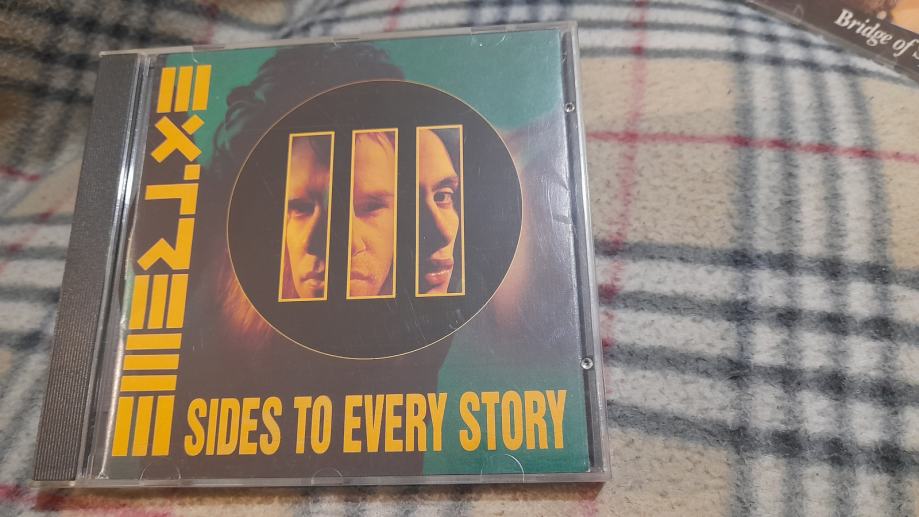 EXTREME
III
SIDES TO EVERY STORY
Bridge of